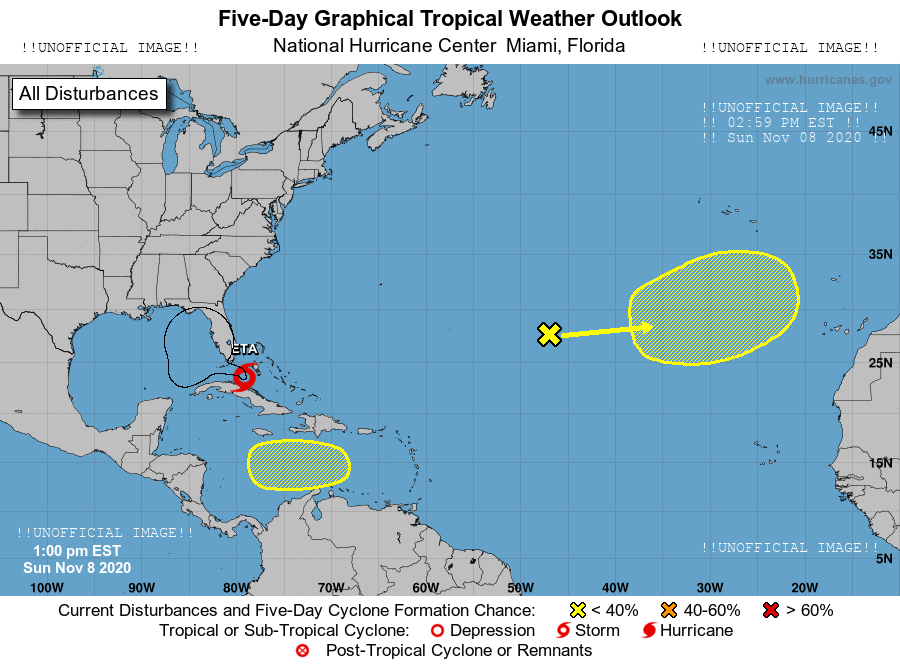 Five-Day Graphical Tropical Weather Outlook
!!UNOFFICIAL IMAGE!! National Hurricane Center Miami, Florida !!UNOFFICIAL IMAGE!!
www.hurricanes.gov
All Disturbances
!!UNOFFICIAL IMAGE!!
!! 02:59 PM EST !!
!! Sun Nov 08 2020 !!
45N
35N
ETA
25N
15N
!!UNOFFICIAL IMAGE!!
1:00 pm EST
Sun Nov 8 2020
!!UNOFFICIAL IMAGE!!
5N
100W 90W 80W 70W 60W 50W 40W 30W 20W
Current Disturbances and Five-Day Cyclone Formation Chance: < 40% 40-60% > 60%
Tropical or Sub-Tropical Cyclone: Depression Storm Hurricane
Post-Tropical Cyclone or Remnants